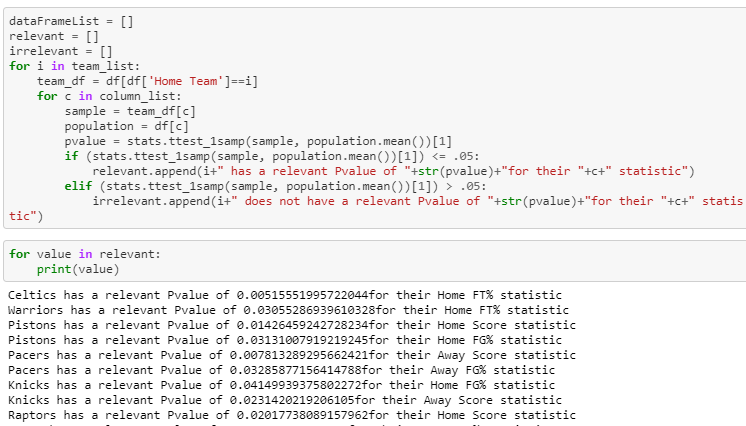 dataFrameList = []
relevant = []
irrelevant = []
for i in team_list:
    team_df = df[df['Home Team']==i]
    for c in column_list:
        sample = team_df[c]
        population = df[c]
        pvalue = stats.ttest_1samp(sample, population.mean())[1]
        if (stats.ttest_1samp(sample, population.mean())[1]) <= .05:
            relevant.append(i+" has a relevant Pvalue of "+str(pvalue)+"for their "+c+" statistic")
        elif (stats.ttest_1samp(sample, population.mean())[1]) > .05:
            irrelevant.append(i+" does not have a relevant Pvalue of "+str(pvalue)+"for their "+c+" statis
tic")
for value in relevant:
    print(value)
Celtics has a relevant Pvalue of 0.00515551995722044for their Home FT% statistic
Warriors has a relevant Pvalue of 0.03055286939610328for their Home FT% statistic
Pistons has a relevant Pvalue of 0.01426459242728234for their Home Score statistic
Pistons has a relevant Pvalue of 0.03131007919219245for their Home FG% statistic
Pacers has a relevant Pvalue of 0.007813289295662421for their Away Score statistic
Pacers has a relevant Pvalue of 0.03285877156414788for their Away FG% statistic
Knicks has a relevant Pvalue of 0.04149939375802272for their Home FG% statistic
Knicks has a relevant Pvalue of 0.0231420219206105for their Away Score statistic
Raptors has a relevant Pvalue of 0.02017738089157962for their Home Score statistic